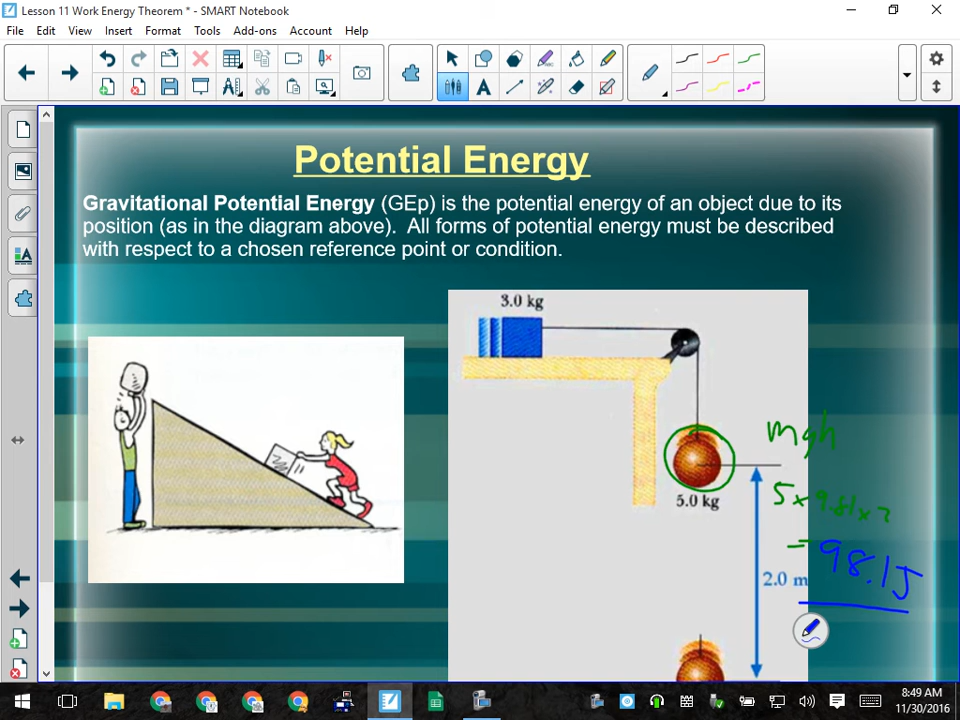 Lesson 11 Work Energy Theorem * - SMART Notebook
File Edit View Insert Format Tools Add-ons Account Help
Potential Energy
Gravitational Potential Energy (GEp) is the potential energy of an object due to its
position (as in the diagram above). All forms of potential energy must be described
with respect to a chosen reference point or condition.
3.0 kg
mgh
5.0 kg
5 x 9.81 x 2
= 98.1J
2.0 m
8:49 AM
11/30/2016